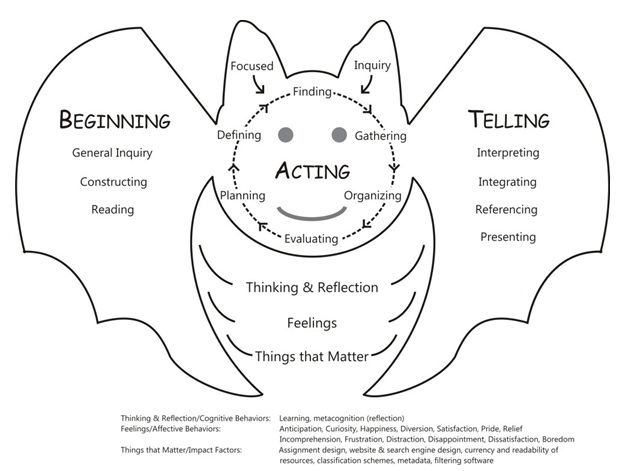 Focused
Inquiry
Finding
BEGINNING
TELLING
Defining
Gathering
General Inquiry
Interpreting
ACTING
Constructing
Integrating
Planning
Organizing
Reading
Referencing
Evaluating
Presenting
Thinking & Reflection
Feelings
Things that Matter
Thinking & Reflection/Cognitive Behaviors: Learning, metacognition (reflection)
Feelings/Affective Behaviors: Anticipation, Curiosity, Happiness, Diversion, Satisfaction, Pride, Relief
Incomprehension, Frustration, Distraction, Disappointment, Dissatisfaction, Boredom
Things that Matter/Impact Factors: Assignment design, website & search engine design, currency and readability of
resources, classification schemes, metadata, filtering software